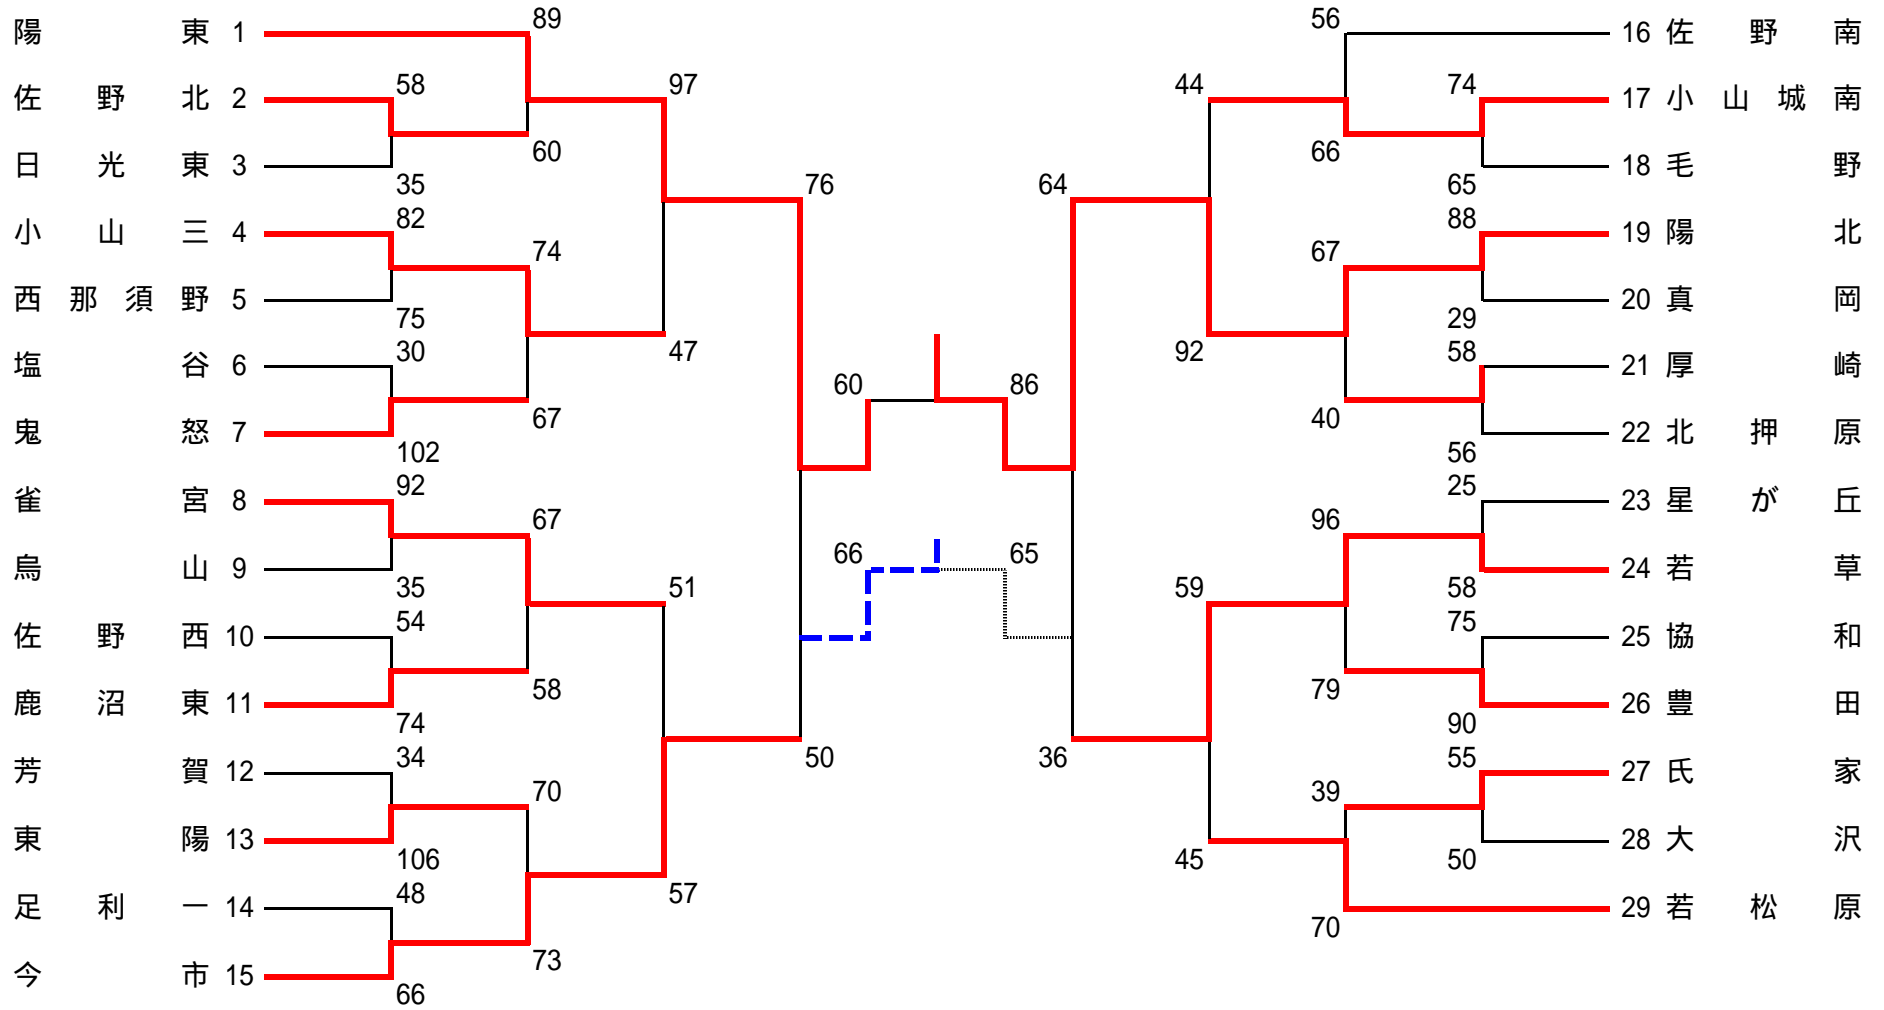 陽東 1
佐野北 2
日光東 3
小山三 4
西那須野 5
塩谷 6
鬼怒 7
雀宮 8
烏山 9
佐野西 10
鹿沼東 11
芳賀 12
東陽 13
足利一 14
今市 15
58
35
82
75
30
102
92
35
54
74
34
106
48
66
89
60
74
67
67
58
70
73
97
47
51
57
76
50
60
86
66
65
64
36
44
92
59
45
56
66
67
40
96
79
39
70
74
65
88
29
58
56
25
58
75
90
55
50
16 佐野南
17 小山城南
18 毛野
19 陽北
20 真岡
21 厚崎
22 北押原
23 星が丘
24 若草
25 協和
26 豊田
27 氏家
28 大沢
29 若松原